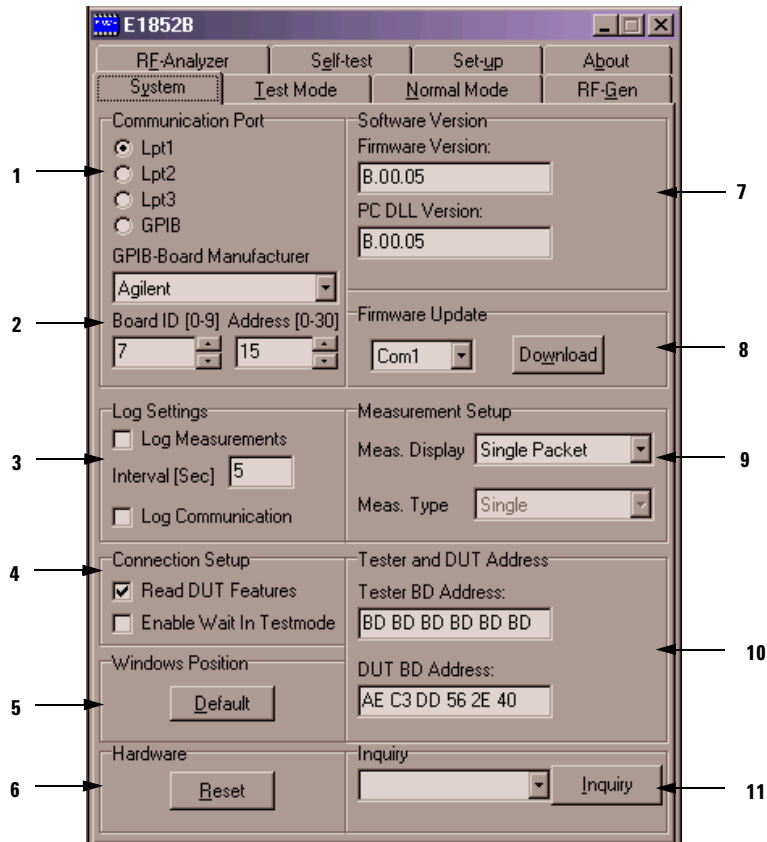 E1852B
RF-Analyzer Self-test Set-up About
System Test Mode Normal Mode RF-Gen
Communication Port
Lpt1
Lpt2
Lpt3
GPIB
GPIB-Board Manufacturer
Agilent
Board ID [0-9] Address [0-30]
7 15
Software Version
Firmware Version:
B.00.05
PC DLL Version:
B.00.05
Firmware Update
Com1 Download
Log Settings
Log Measurements
Interval [Sec] 5
Log Communication
Measurement Setup
Meas. Display Single Packet
Meas. Type Single
Connection Setup
Read DUT Features
Enable Wait In Testmode
Tester and DUT Address
Tester BD Address:
BD BD BD BD BD BD
DUT BD Address:
AE C3 DD 56 2E 40
Windows Position
Default
Hardware
Reset
Inquiry
Inquiry
1
2
3
4
5
6
7
8
9
10
11